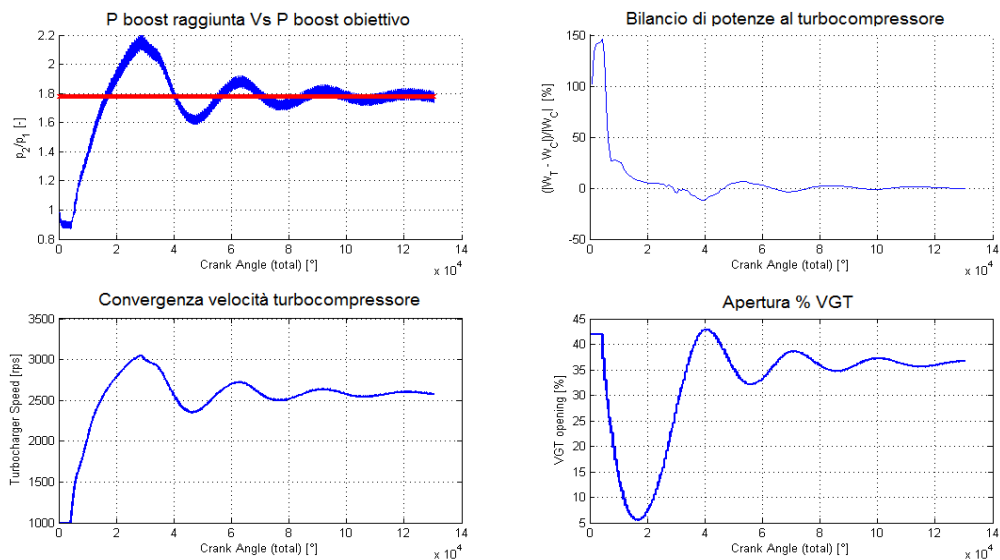 P boost raggiunta Vs P boost obiettivo
2.2
2
1.8
1.6
1.4
1.2
1
0.8
p2/p1 [-]
0 2 4 6 8 10 12 14
Crank Angle (total) [°]
x 10^4
Bilancio di potenze al turbocompressore
150
100
50
0
-50
(|W_T - W_C|)/|W_C| [%]
0 2 4 6 8 10 12 14
Crank Angle (total) [°]
x 10^4
Convergenza velocità turbocompressore
3500
3000
2500
2000
1500
1000
Turbocharger Speed [rps]
0 2 4 6 8 10 12 14
Crank Angle (total) [°]
x 10^4
Apertura % VGT
45
40
35
30
25
20
15
10
5
VGT opening [%]
0 2 4 6 8 10 12 14
Crank Angle (total) [°]
x 10^4